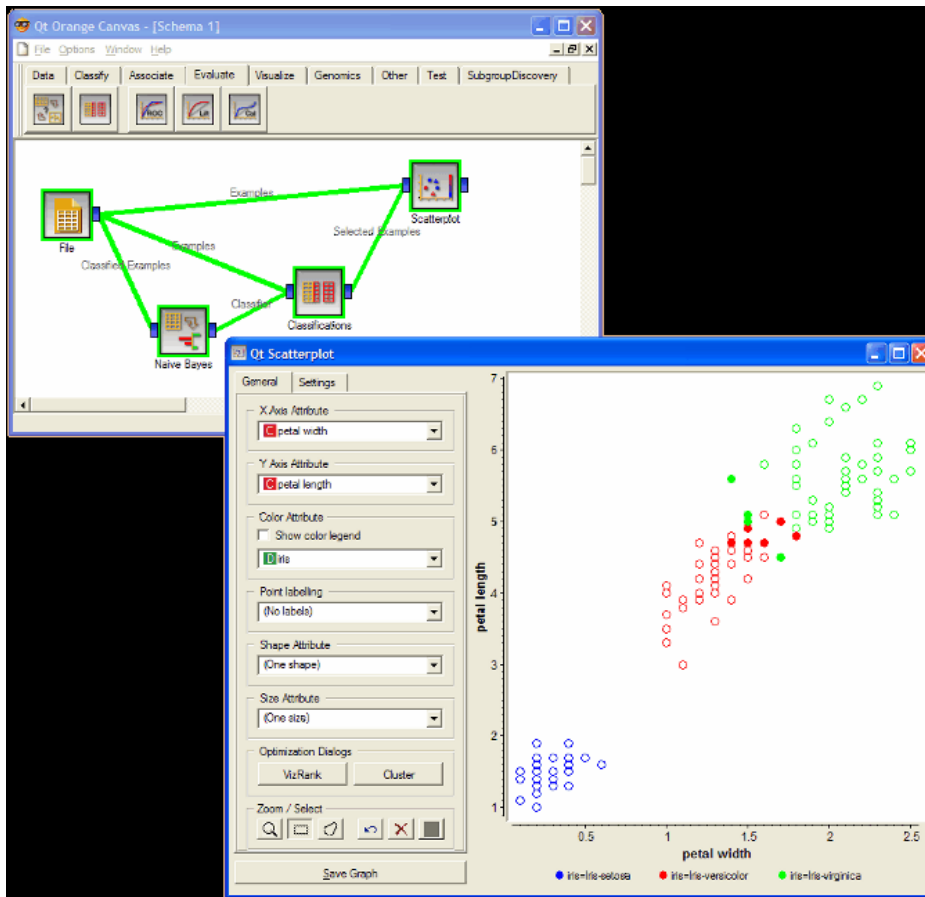 Qt Orange Canvas - [Schema 1]
File Options Window Help
Data Classify Associate Evaluate Visualize Genomics Other Test SubgroupDiscovery
ROC Lift Cal
Examples
Scatterplot
Selected Examples
File
Examples
Classified Examples
Classifier
Classifications
Naive Bayes
Qt Scatterplot
General Settings
X Axis Attribute
C petal width
Y Axis Attribute
C petal length
Color Attribute
Show color legend
D iris
Point labelling
(No labels)
Shape Attribute
(One shape)
Size Attribute
(One size)
Optimization Dialogs
VizRank Cluster
Zoom / Select
Save Graph
7
6
5
4
3
2
1
petal length
0.5 1 1.5 2 2.5
petal width
iris=Iris-setosa iris=Iris-versicolor iris=Iris-virginica